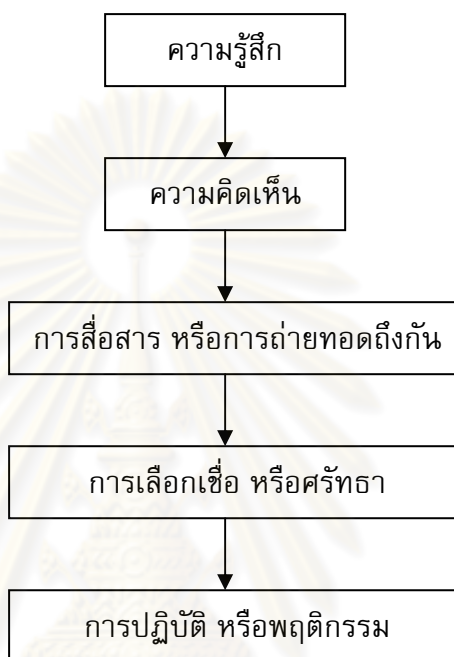 ความรู้สึก
ความคิดเห็น
การสื่อสาร หรือการถ่ายทอดถึงกัน
การเลือกเชื่อ หรือศรัทธา
การปฏิบัติ หรือพฤติกรรม